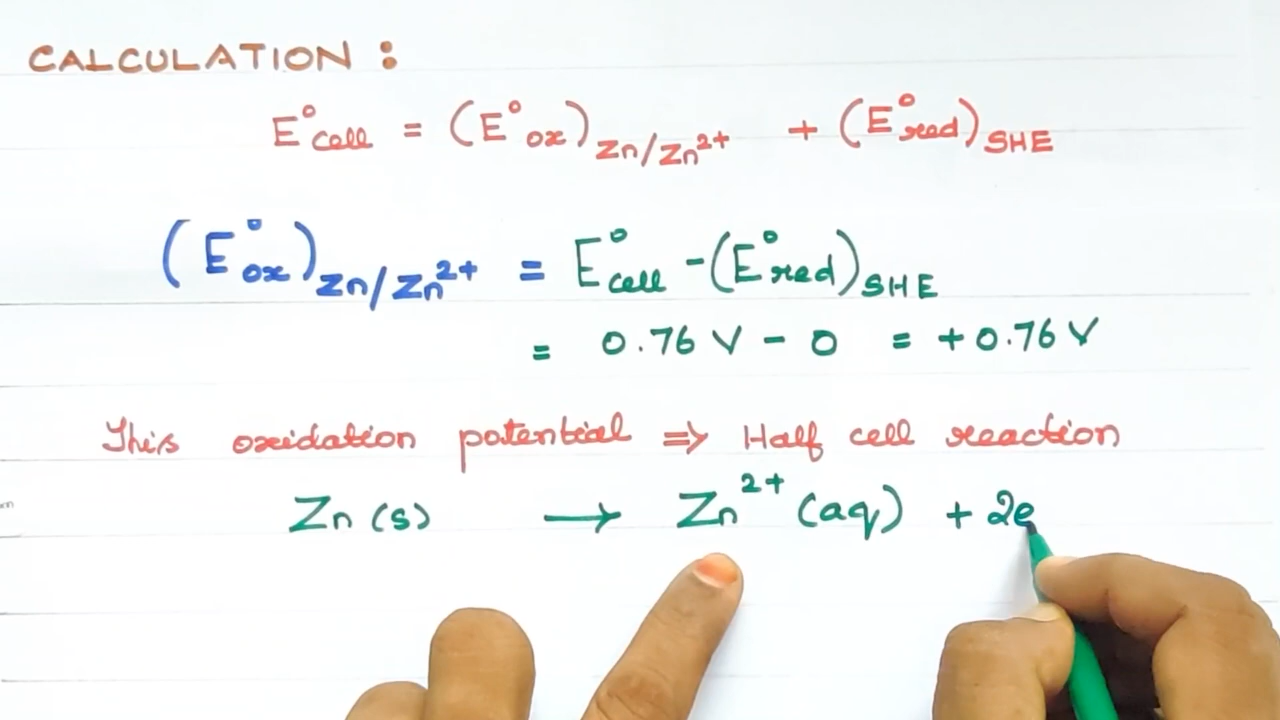 CALCULATION :
E°cell = (E°ox)Zn/Zn²⁺ + (E°red)SHE
(E°ox)Zn/Zn²⁺ = E°cell - (E°red)SHE
= 0.76 V - 0 = + 0.76 V
This oxidation potential ⇒ Half cell reaction
Zn (s) → Zn²⁺ (aq) + 2e